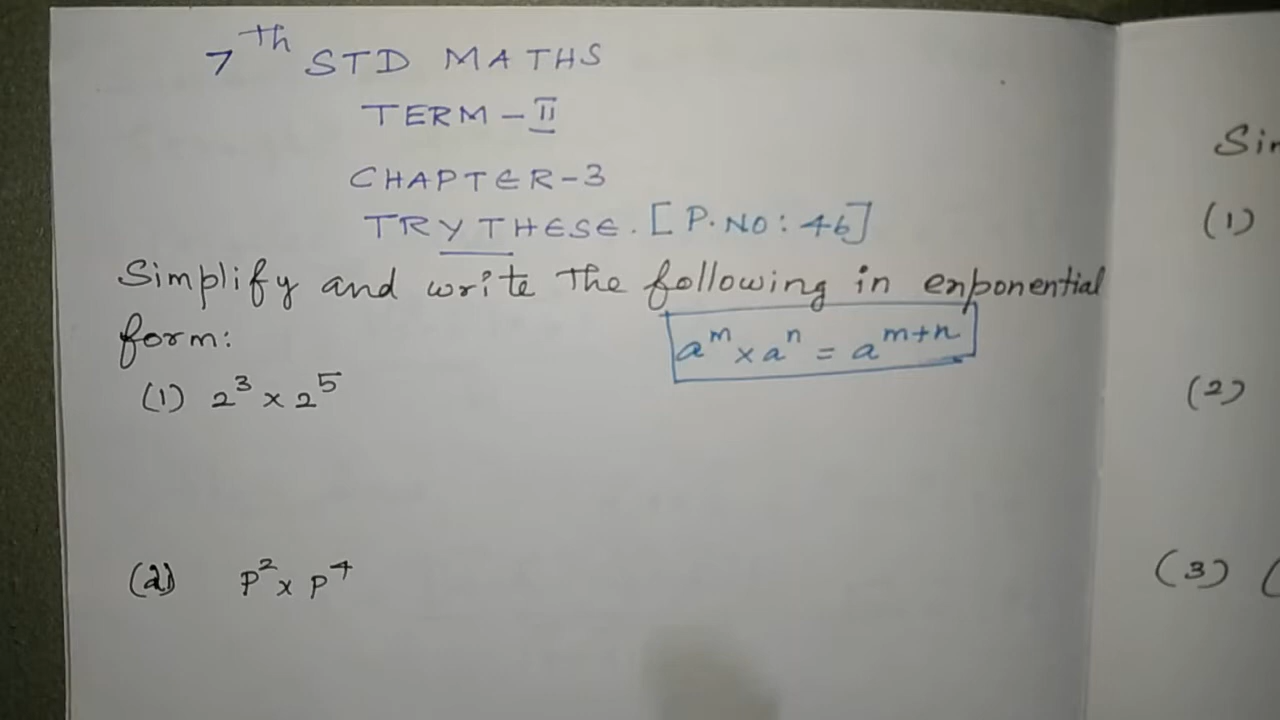 7th STD MATHS
TERM - II
CHAPTER-3
TRY THESE. [P.NO: 46]
Simplify and write the following in exponential
form:
a^m × a^n = a^{m+n}
(1) 2^3 × 2^5
(2) P^2 × P^4
(1)
(2)
(3) (